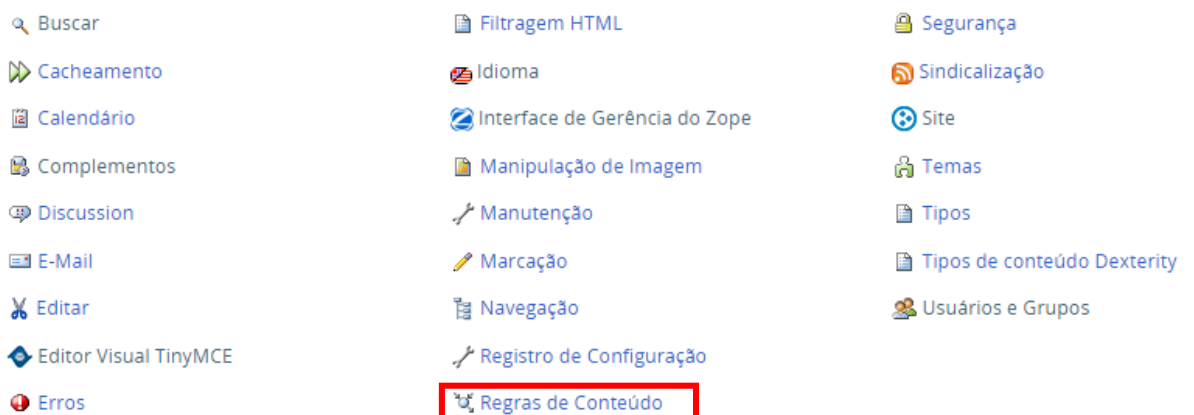 Buscar
Cacheamento
Calendário
Complementos
Discussion
E-Mail
Editar
Editor Visual TinyMCE
Erros
Filtragem HTML
Idioma
Interface de Gerência do Zope
Manipulação de Imagem
Manutenção
Marcação
Navegação
Registro de Configuração
Regras de Conteúdo
Segurança
Sindicalização
Site
Temas
Tipos
Tipos de conteúdo Dexterity
Usuários e Grupos